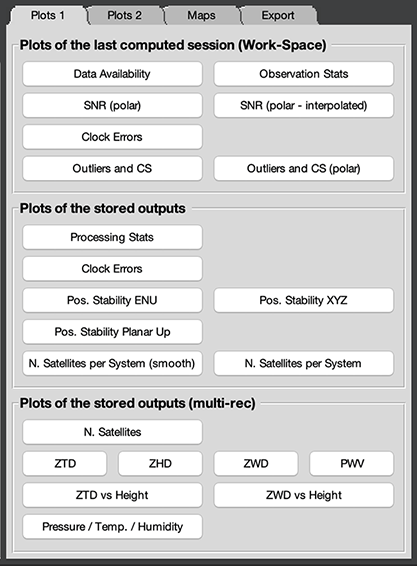 Plots 1 Plots 2 Maps Export
Plots of the last computed session (Work-Space)
Data Availability Observation Stats
SNR (polar) SNR (polar - interpolated)
Clock Errors
Outliers and CS Outliers and CS (polar)
Plots of the stored outputs
Processing Stats
Clock Errors
Pos. Stability ENU Pos. Stability XYZ
Pos. Stability Planar Up
N. Satellites per System (smooth) N. Satellites per System
Plots of the stored outputs (multi-rec)
N. Satellites
ZTD ZHD ZWD PWV
ZTD vs Height ZWD vs Height
Pressure / Temp. / Humidity